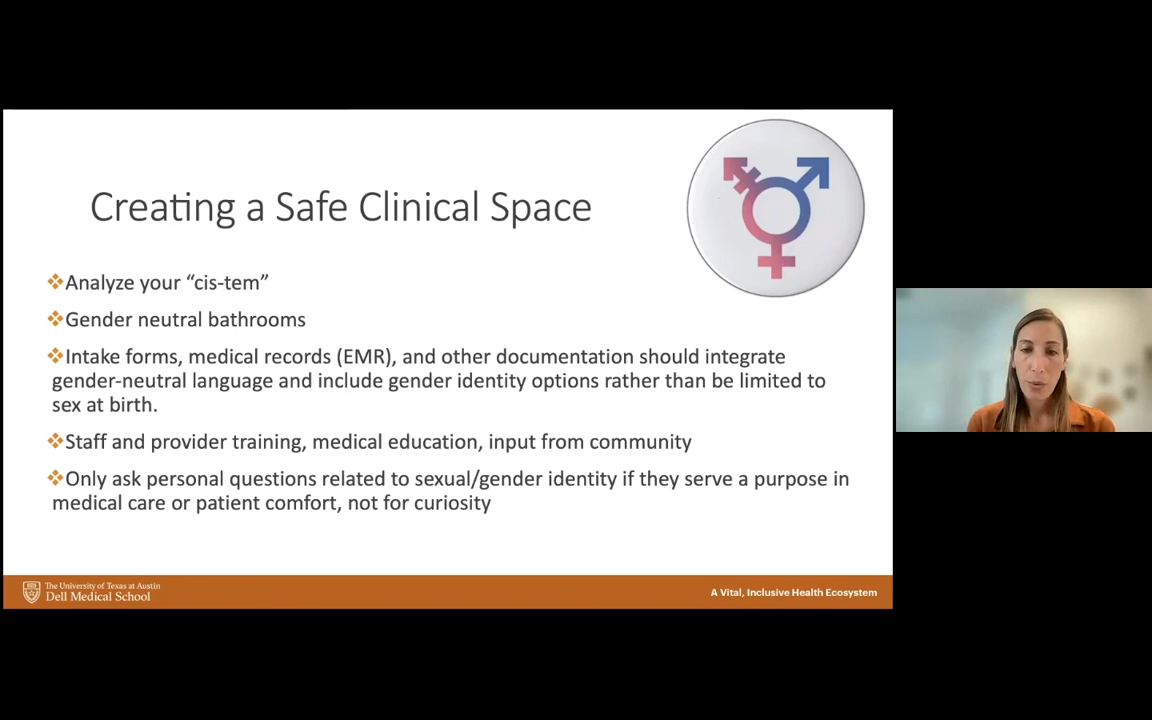 Creating a Safe Clinical Space
❖Analyze your “cis-tem”
❖Gender neutral bathrooms
❖Intake forms, medical records (EMR), and other documentation should integrate
gender-neutral language and include gender identity options rather than be limited to
sex at birth.
❖Staff and provider training, medical education, input from community
❖Only ask personal questions related to sexual/gender identity if they serve a purpose in
medical care or patient comfort, not for curiosity
The University of Texas at Austin
Dell Medical School
A Vital, Inclusive Health Ecosystem